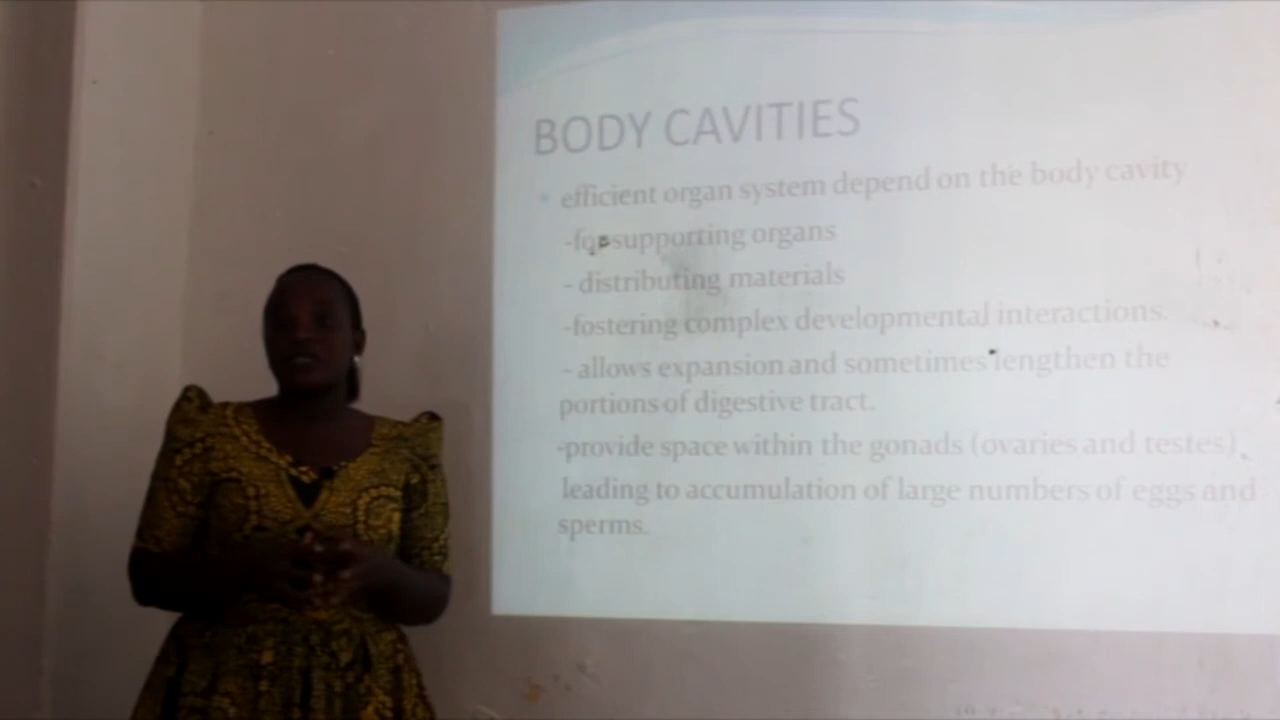 BODY CAVITIES
• efficient organ system depend on the body cavity
-for supporting organs
- distributing materials
-fostering complex developmental interactions.
- allows expansion and sometimes lengthen the
portions of digestive tract.
-provide space within the gonads (ovaries and testes)
leading to accumulation of large numbers of eggs and
sperms.